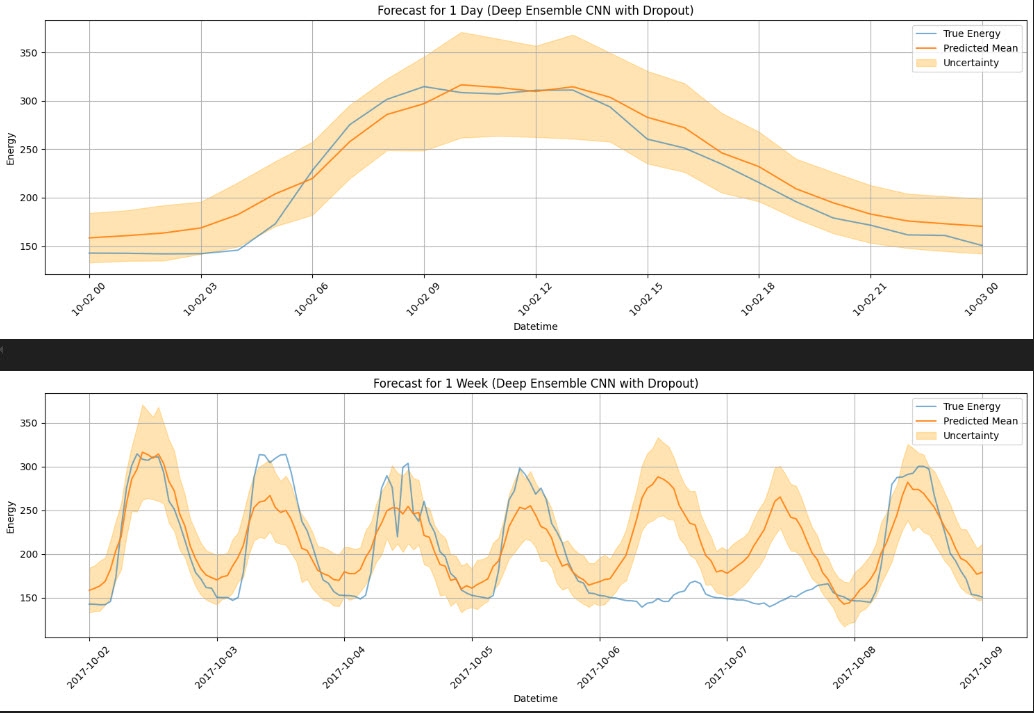 Forecast for 1 Day (Deep Ensemble CNN with Dropout)
True Energy
Predicted Mean
Uncertainty
350
300
250
200
150
Energy
10-02 00
10-02 03
10-02 06
10-02 09
10-02 12
10-02 15
10-02 18
10-02 21
10-03 00
Datetime
Forecast for 1 Week (Deep Ensemble CNN with Dropout)
True Energy
Predicted Mean
Uncertainty
350
300
250
200
150
Energy
2017-10-02
2017-10-03
2017-10-04
2017-10-05
2017-10-06
2017-10-07
2017-10-08
2017-10-09
Datetime